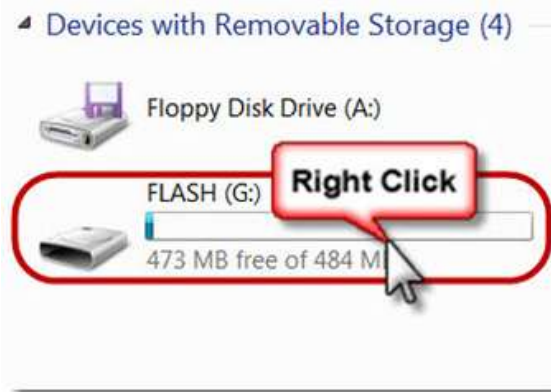 Devices with Removable Storage (4)
Floppy Disk Drive (A:)
FLASH (G:)
Right Click
473 MB free of 484 M